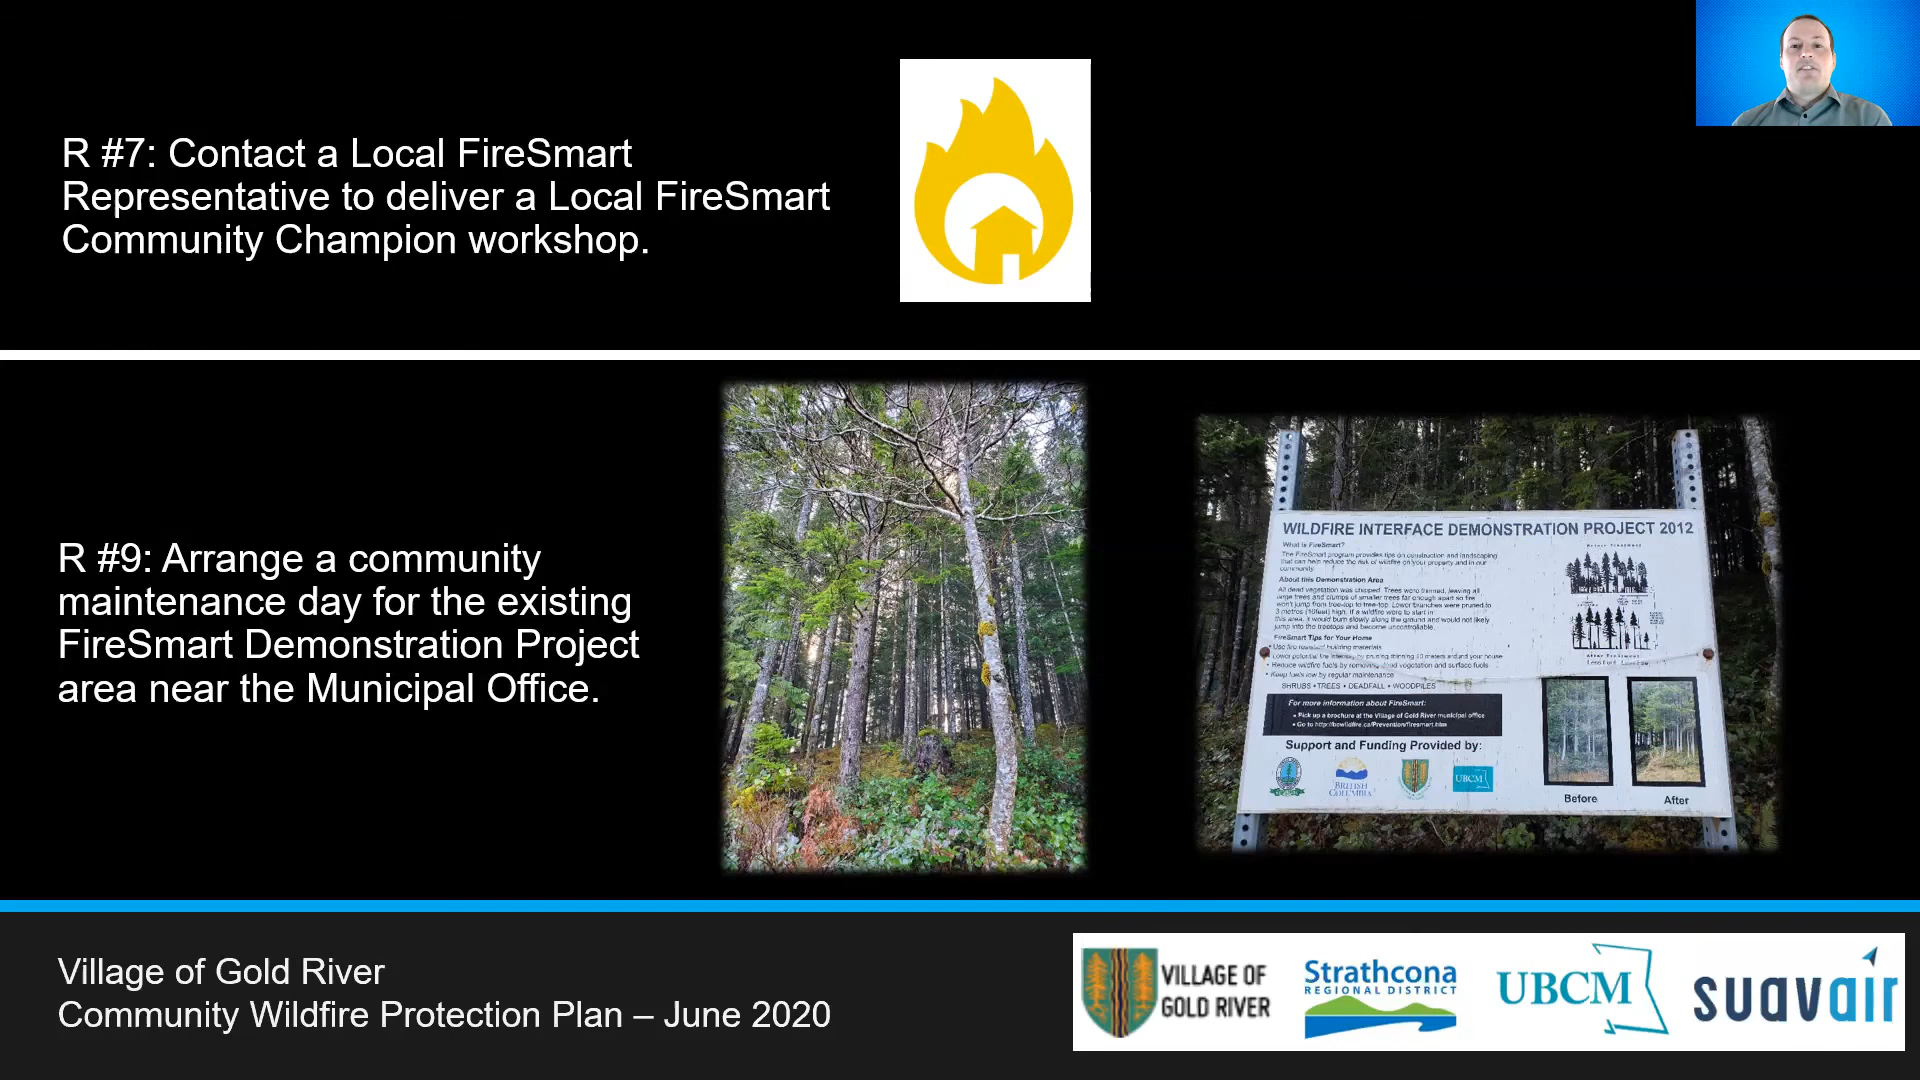 R #7: Contact a Local FireSmart
Representative to deliver a Local FireSmart
Community Champion workshop.
R #9: Arrange a community
maintenance day for the existing
FireSmart Demonstration Project
area near the Municipal Office.
WILDFIRE INTERFACE DEMONSTRATION PROJECT 2012
What is FireSmart?
The FireSmart program provides tips on construction and landscaping
that can help reduce the risk of wildfire on your property and in our
community.
About this Demonstration Area
All dead vegetation was chipped. Trees were thinned, leaving all
large trees and clumps of smaller trees far enough apart so fire
won't jump from tree-top to tree-top. Lower branches were pruned to
3 metres (10feet) high. If a wildfire were to start in
this area, it would burn slowly along the ground and would not likely
jump into the treetops and become uncontrollable.
FireSmart Tips for Your Home
• Use fire resistant building materials
• Lower potential fire intensity by pruning thinning 10 meters around your house
• Reduce wildfire fuels by removing dead vegetation and surface fuels
• Keep fuels low by regular maintenance
SHRUBS • TREES • DEADFALL • WOODPILES
For more information about FireSmart:
• Pick up a brochure at the Village of Gold River municipal office
• Go to http://bcwildfire.ca/Prevention/firesmart.htm
Support and Funding Provided by:
BRITISH
COLUMBIA
UBCM
Before Treatment
After Treatment
Before
After
Village of Gold River
Community Wildfire Protection Plan – June 2020
VILLAGE OF
GOLD RIVER
Strathcona
REGIONAL DISTRICT
UBCM
suavair